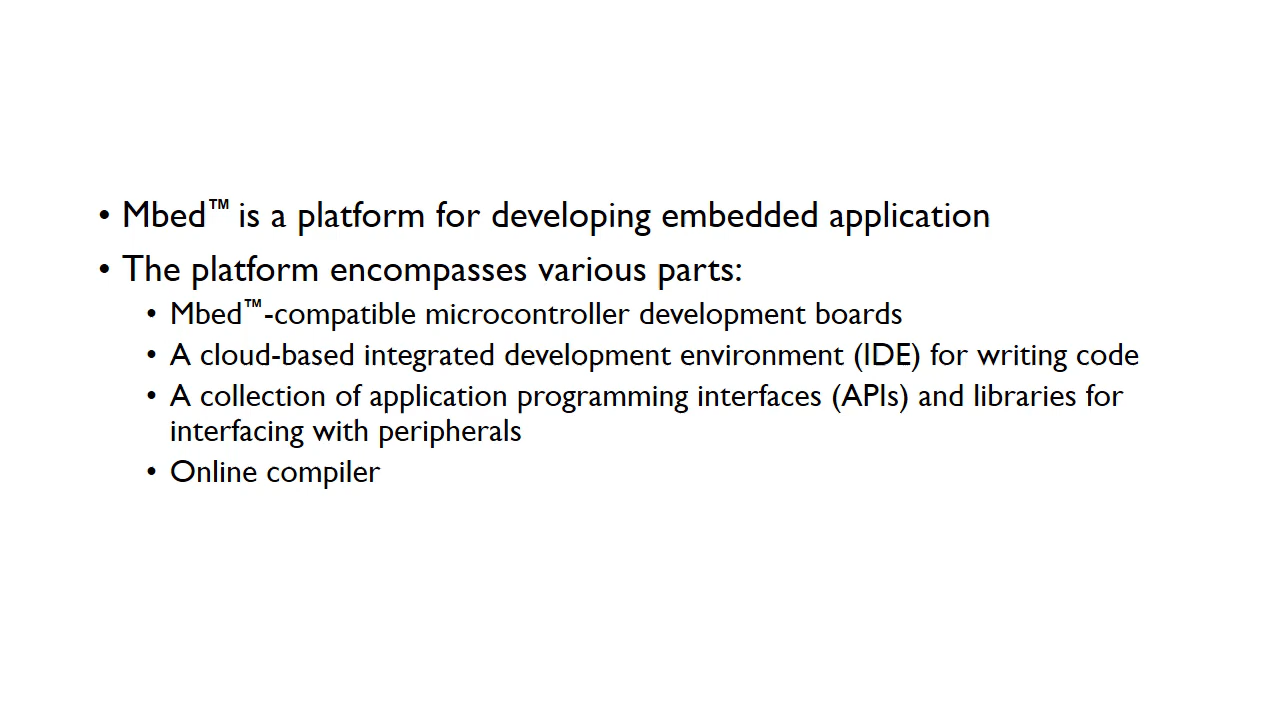 • Mbed™ is a platform for developing embedded application
• The platform encompasses various parts:
• Mbed™-compatible microcontroller development boards
• A cloud-based integrated development environment (IDE) for writing code
• A collection of application programming interfaces (APIs) and libraries for
interfacing with peripherals
• Online compiler